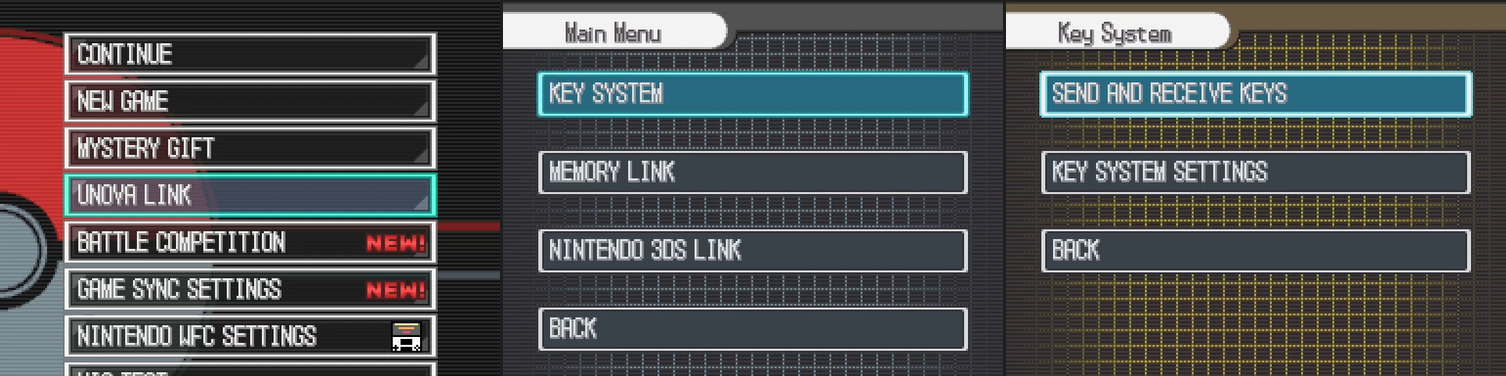 CONTINUE
NEW GAME
MYSTERY GIFT
UNOVA LINK
BATTLE COMPETITION NEW!
GAME SYNC SETTINGS NEW!
NINTENDO WFC SETTINGS
Main Menu
KEY SYSTEM
MEMORY LINK
NINTENDO 3DS LINK
BACK
Key System
SEND AND RECEIVE KEYS
KEY SYSTEM SETTINGS
BACK